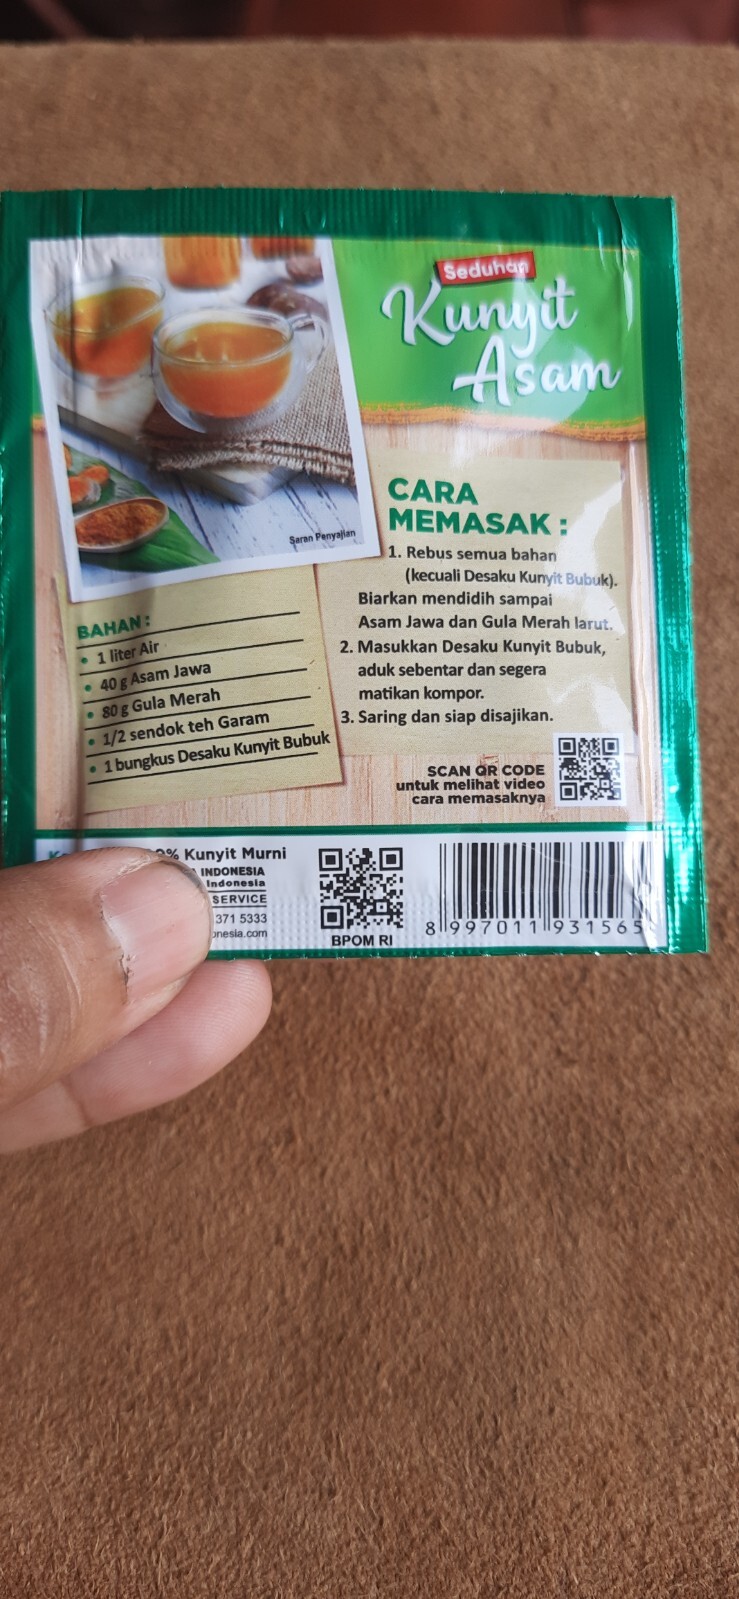 Seduhan
Kunyit
Asam
Saran Penyajian
BAHAN :
• 1 liter Air
• 40 g Asam Jawa
• 80 g Gula Merah
• 1/2 sendok teh Garam
• 1 bungkus Desaku Kunyit Bubuk
CARA
MEMASAK :
1. Rebus semua bahan
(kecuali Desaku Kunyit Bubuk).
Biarkan mendidih sampai
Asam Jawa dan Gula Merah larut.
2. Masukkan Desaku Kunyit Bubuk,
aduk sebentar dan segera
matikan kompor.
3. Saring dan siap disajikan.
SCAN QR CODE
untuk melihat video
cara memasaknya
% Kunyit Murni
INDONESIA
Indonesia
SERVICE
371 5333
onesia.com
BPOM RI
8 997011 931565